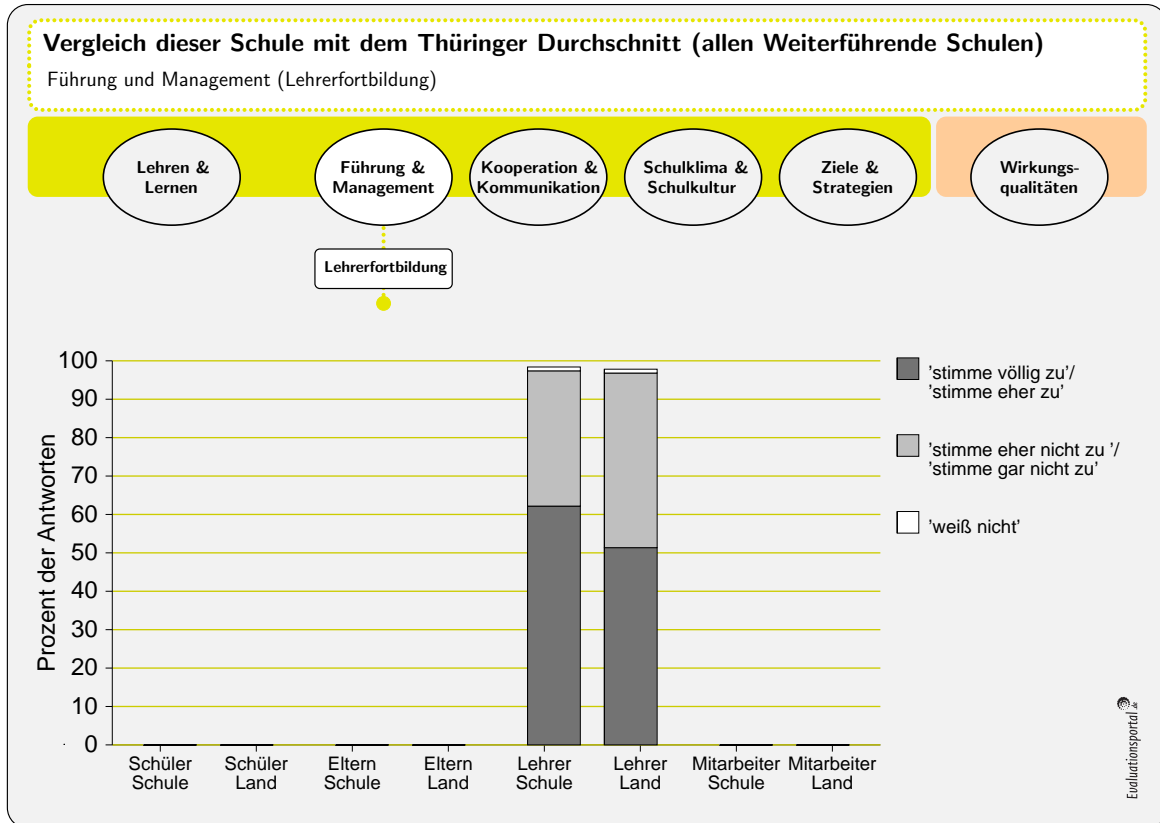 Vergleich dieser Schule mit dem Thüringer Durchschnitt (allen Weiterführende Schulen)
Führung und Management (Lehrerfortbildung)
Lehren &
Lernen
Führung &
Management
Kooperation &
Kommunikation
Schulklima &
Schulkultur
Ziele &
Strategien
Wirkungs-
qualitäten
Lehrerfortbildung
Prozent der Antworten
100
90
80
70
60
50
40
30
20
10
0
Schüler
Schule
Schüler
Land
Eltern
Schule
Eltern
Land
Lehrer
Schule
Lehrer
Land
Mitarbeiter
Schule
Mitarbeiter
Land
'stimme völlig zu'/
'stimme eher zu'
'stimme eher nicht zu '/
'stimme gar nicht zu'
'weiß nicht'
Evaluationsportal.de